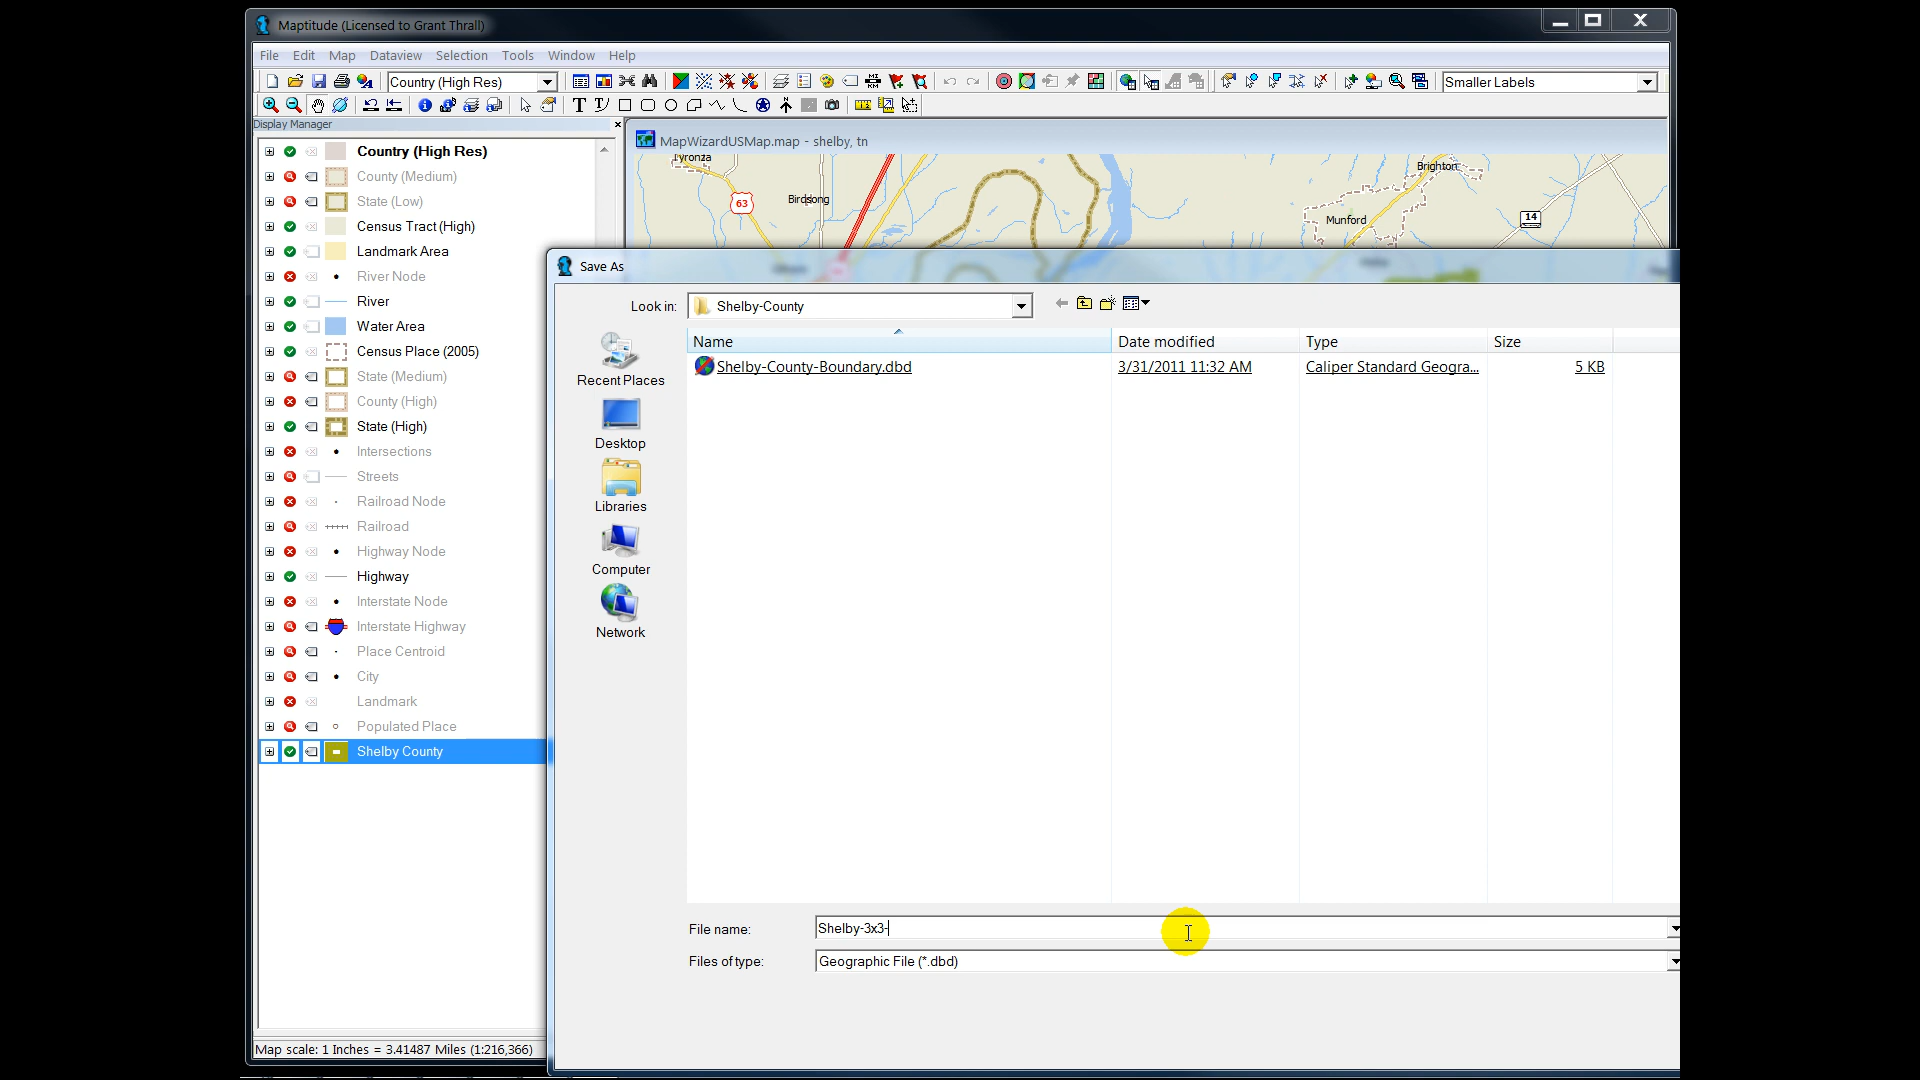 Maptitude (Licensed to Grant Thrall)
File Edit Map Dataview Selection Tools Window Help
Country (High Res)
Smaller Labels
Display Manager
Country (High Res)
County (Medium)
State (Low)
Census Tract (High)
Landmark Area
River Node
River
Water Area
Census Place (2005)
State (Medium)
County (High)
State (High)
Intersections
Streets
Railroad Node
Railroad
Highway Node
Highway
Interstate Node
Interstate Highway
Place Centroid
City
Landmark
Populated Place
Shelby County
Map scale: 1 Inches = 3.41487 Miles (1:216,366)
MapWizardUSMap.map - shelby, tn
Tyronza
Brighton
63
Birdsong
Munford
14
Save As
Look in:
Shelby-County
Name
Date modified
Type
Size
Shelby-County-Boundary.dbd
3/31/2011 11:32 AM
Caliper Standard Geogra...
5 KB
Recent Places
Desktop
Libraries
Computer
Network
File name:
Shelby-3x3-
Files of type:
Geographic File (*.dbd)